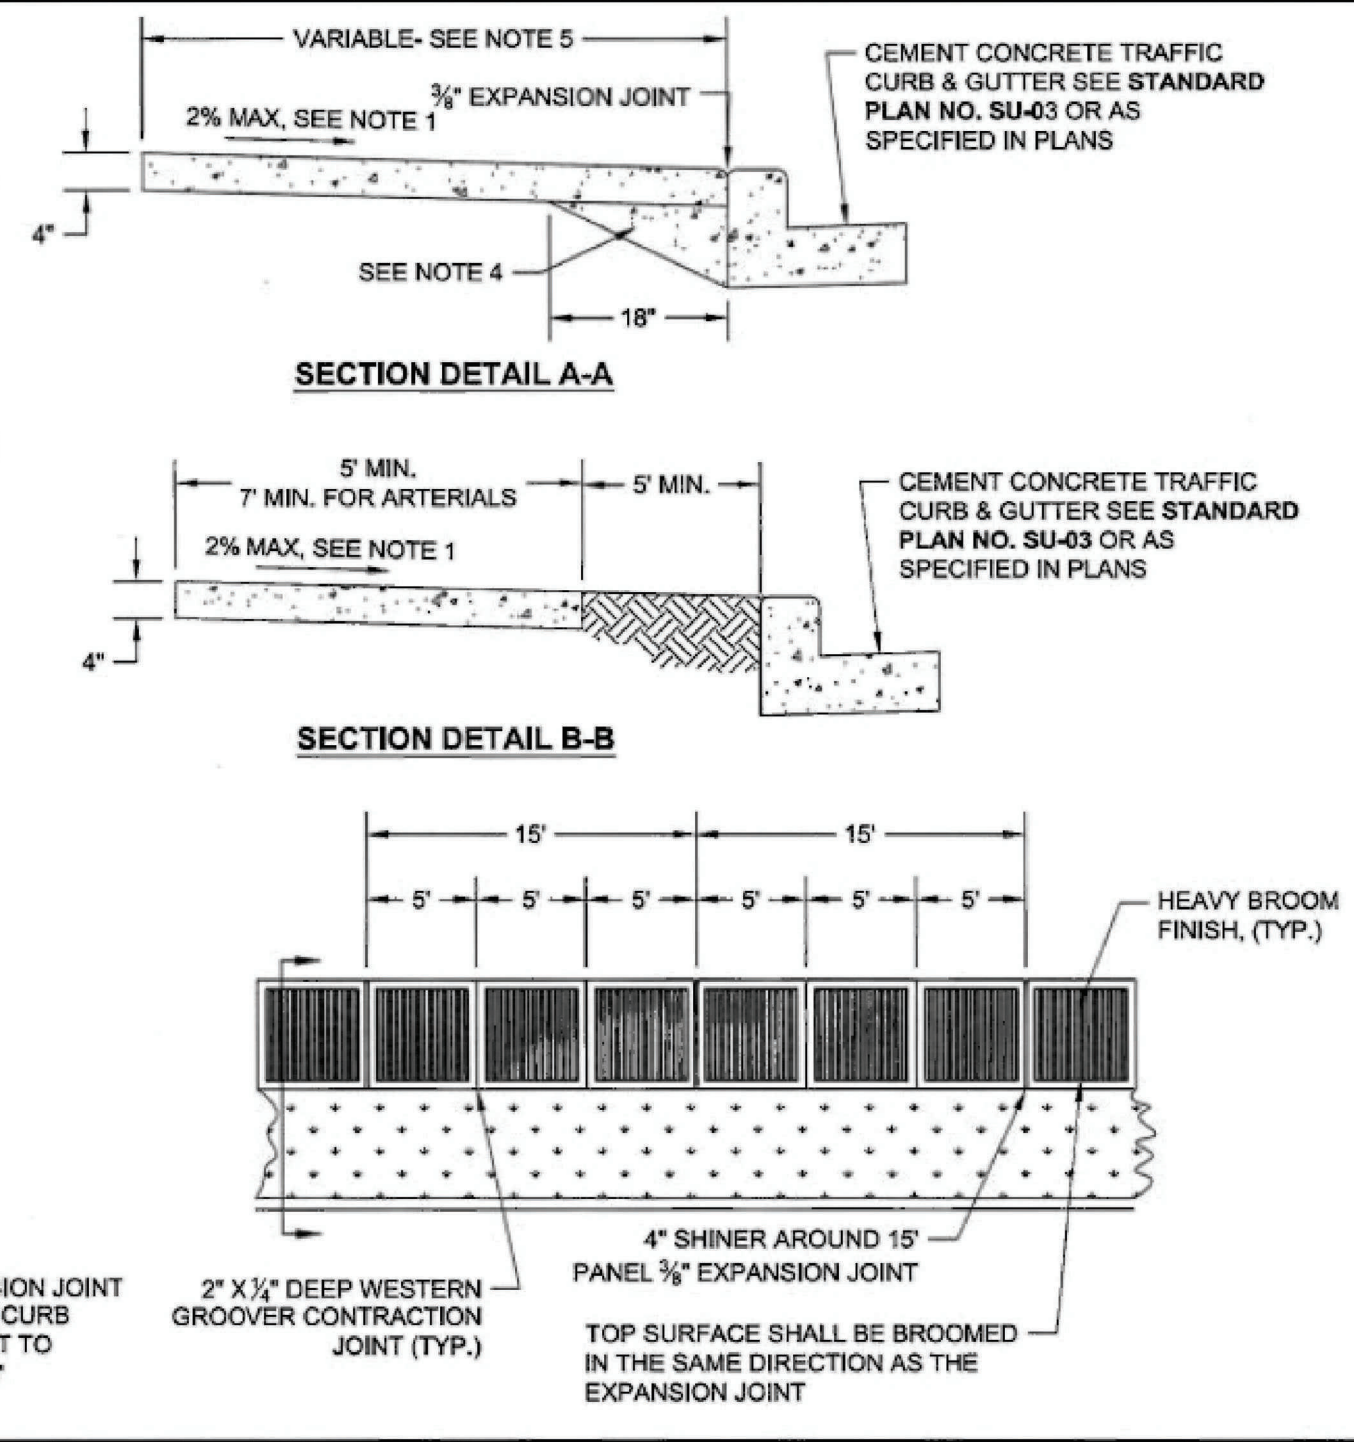 VARIABLE- SEE NOTE 5
3/8" EXPANSION JOINT
2% MAX, SEE NOTE 1
CEMENT CONCRETE TRAFFIC
CURB & GUTTER SEE STANDARD
PLAN NO. SU-03 OR AS
SPECIFIED IN PLANS
4"
SEE NOTE 4
18"
SECTION DETAIL A-A
5' MIN.
7' MIN. FOR ARTERIALS
5' MIN.
2% MAX, SEE NOTE 1
CEMENT CONCRETE TRAFFIC
CURB & GUTTER SEE STANDARD
PLAN NO. SU-03 OR AS
SPECIFIED IN PLANS
4"
SECTION DETAIL B-B
15' 15'
5' 5' 5' 5' 5' 5'
HEAVY BROOM
FINISH, (TYP.)
4" SHINER AROUND 15'
PANEL 3/8" EXPANSION JOINT
ION JOINT
CURB
T TO
2" X 1/4" DEEP WESTERN
GROOVER CONTRACTION
JOINT (TYP.)
TOP SURFACE SHALL BE BROOMED
IN THE SAME DIRECTION AS THE
EXPANSION JOINT